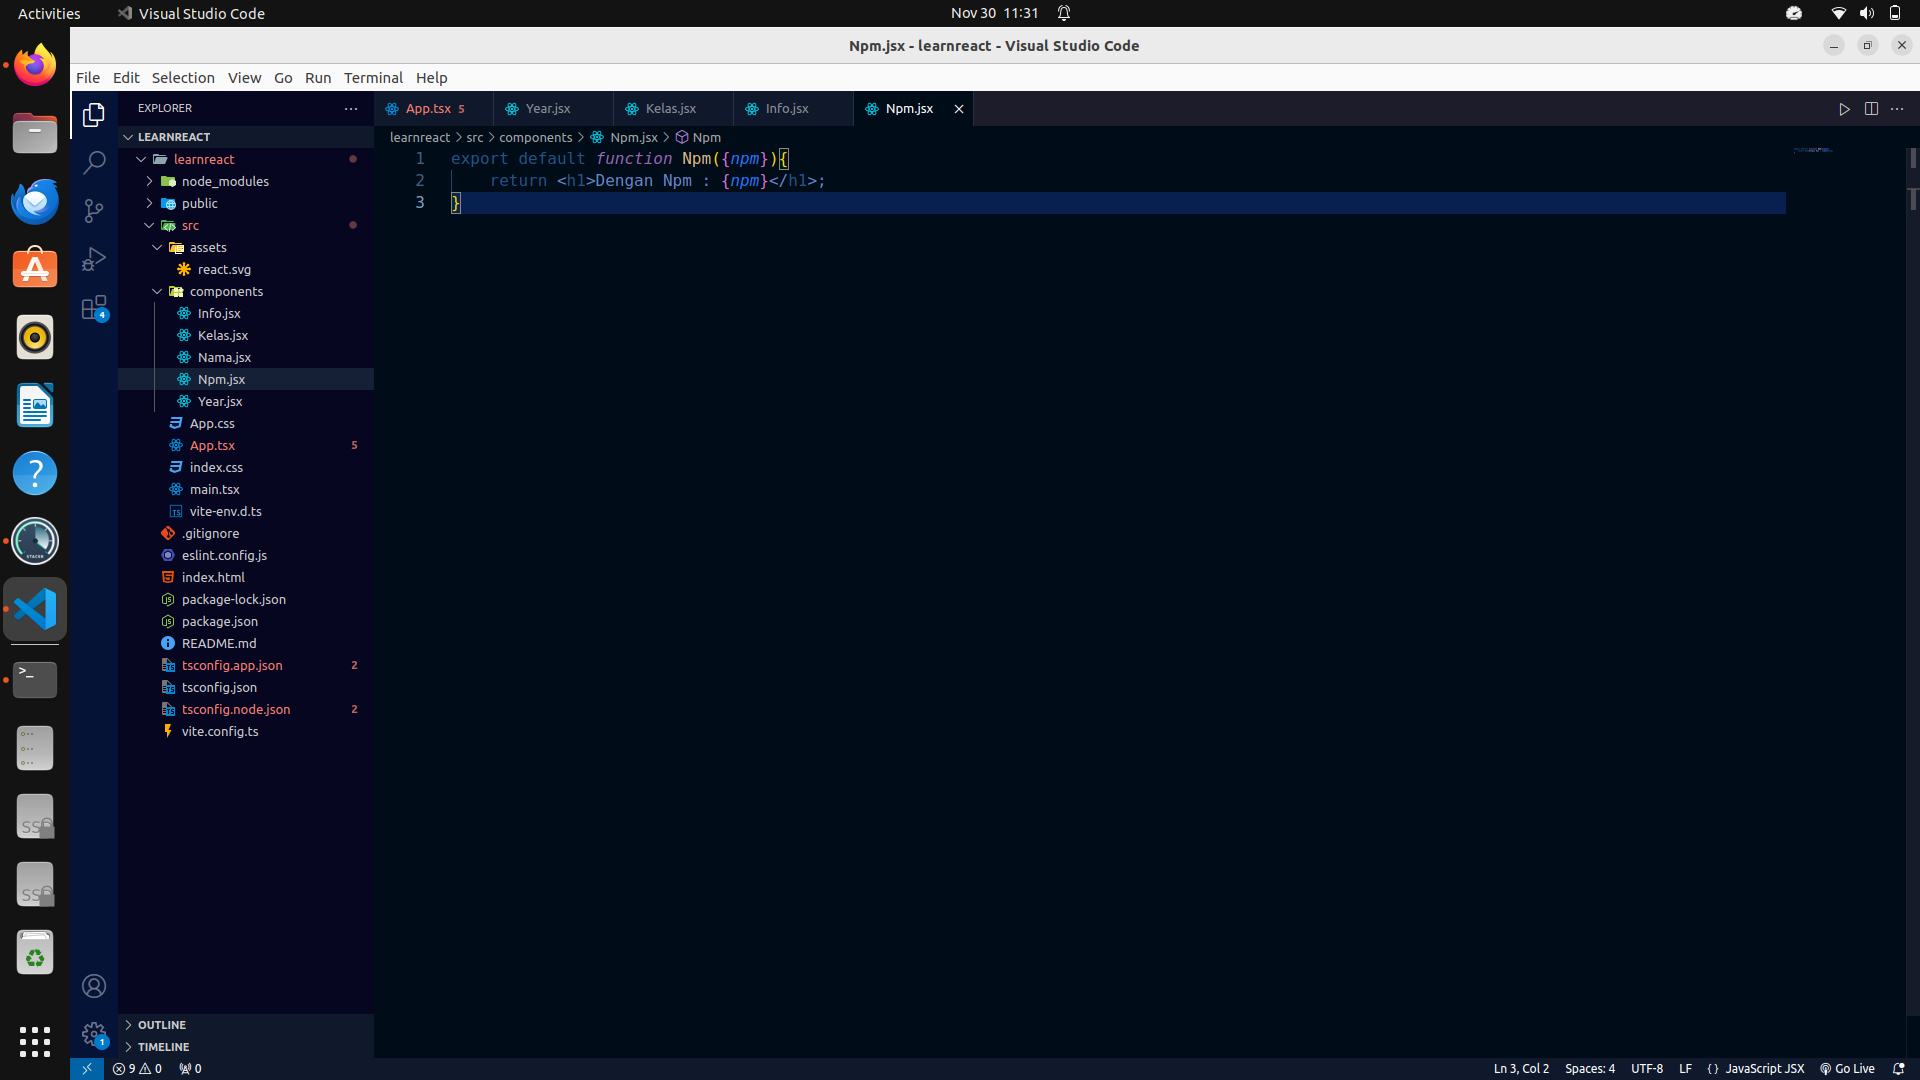 Activities
Visual Studio Code
Nov 30 11:31
Npm.jsx - learnreact - Visual Studio Code
File Edit Selection View Go Run Terminal Help
EXPLORER
LEARNREACT
learnreact
node_modules
public
src
assets
react.svg
components
Info.jsx
Kelas.jsx
Nama.jsx
Npm.jsx
Year.jsx
App.css
App.tsx 5
index.css
main.tsx
vite-env.d.ts
.gitignore
eslint.config.js
index.html
package-lock.json
package.json
README.md
tsconfig.app.json 2
tsconfig.json
tsconfig.node.json 2
vite.config.ts
OUTLINE
TIMELINE
4
1
App.tsx 5 Year.jsx Kelas.jsx Info.jsx Npm.jsx
learnreact > src > components > Npm.jsx > Npm
1 export default function Npm({npm}){
2     return <h1>Dengan Npm : {npm}</h1>;
3 }
9 0 0
Ln 3, Col 2 Spaces: 4 UTF-8 LF {} JavaScript JSX Go Live
SSD
SSD